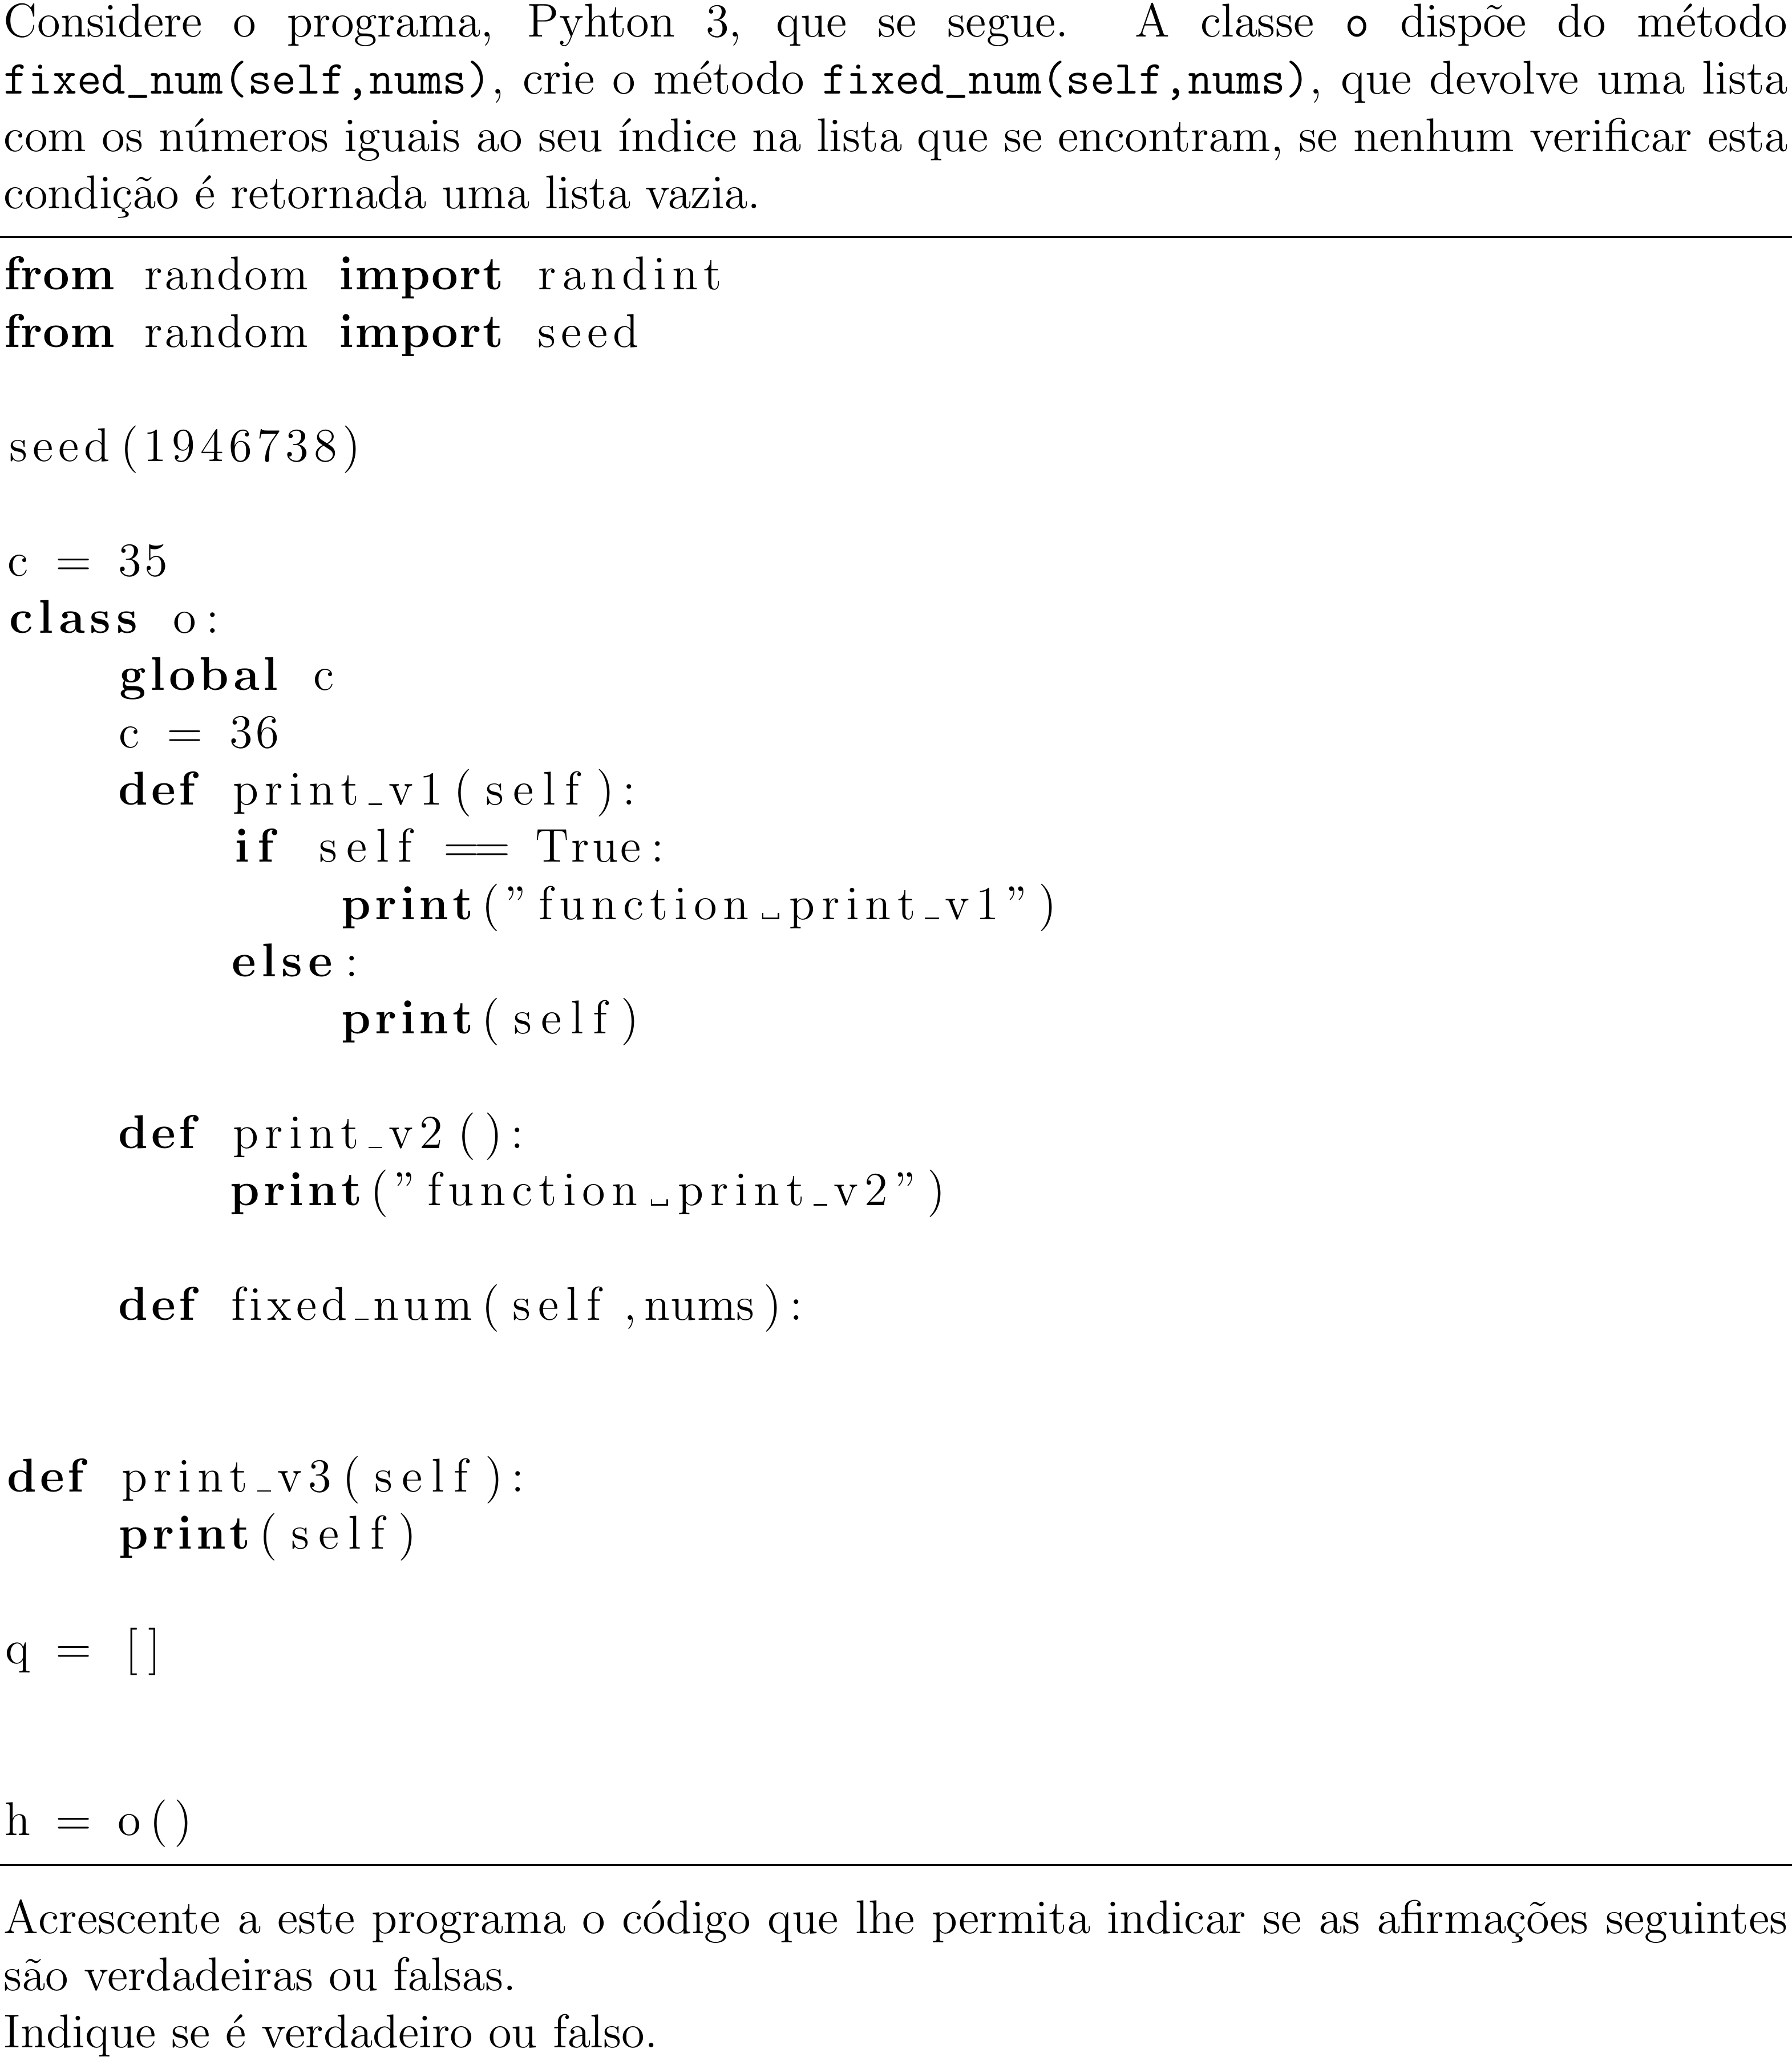 Considere o programa, Pyhton 3, que se segue. A classe o dispõe do método
fixed_num(self,nums), crie o método fixed_num(self,nums), que devolve uma lista
com os números iguais ao seu índice na lista que se encontram, se nenhum verificar esta
condição é retornada uma lista vazia.
from random import randint
from random import seed
seed(1946738)
c = 35
class o:
global c
c = 36
def print_v1(self):
if self == True:
print("function␣print_v1")
else:
print(self)
def print_v2():
print("function␣print_v2")
def fixed_num(self,nums):
def print_v3(self):
print(self)
q = []
h = o()
Acrescente a este programa o código que lhe permita indicar se as afirmações seguintes
são verdadeiras ou falsas.
Indique se é verdadeiro ou falso.